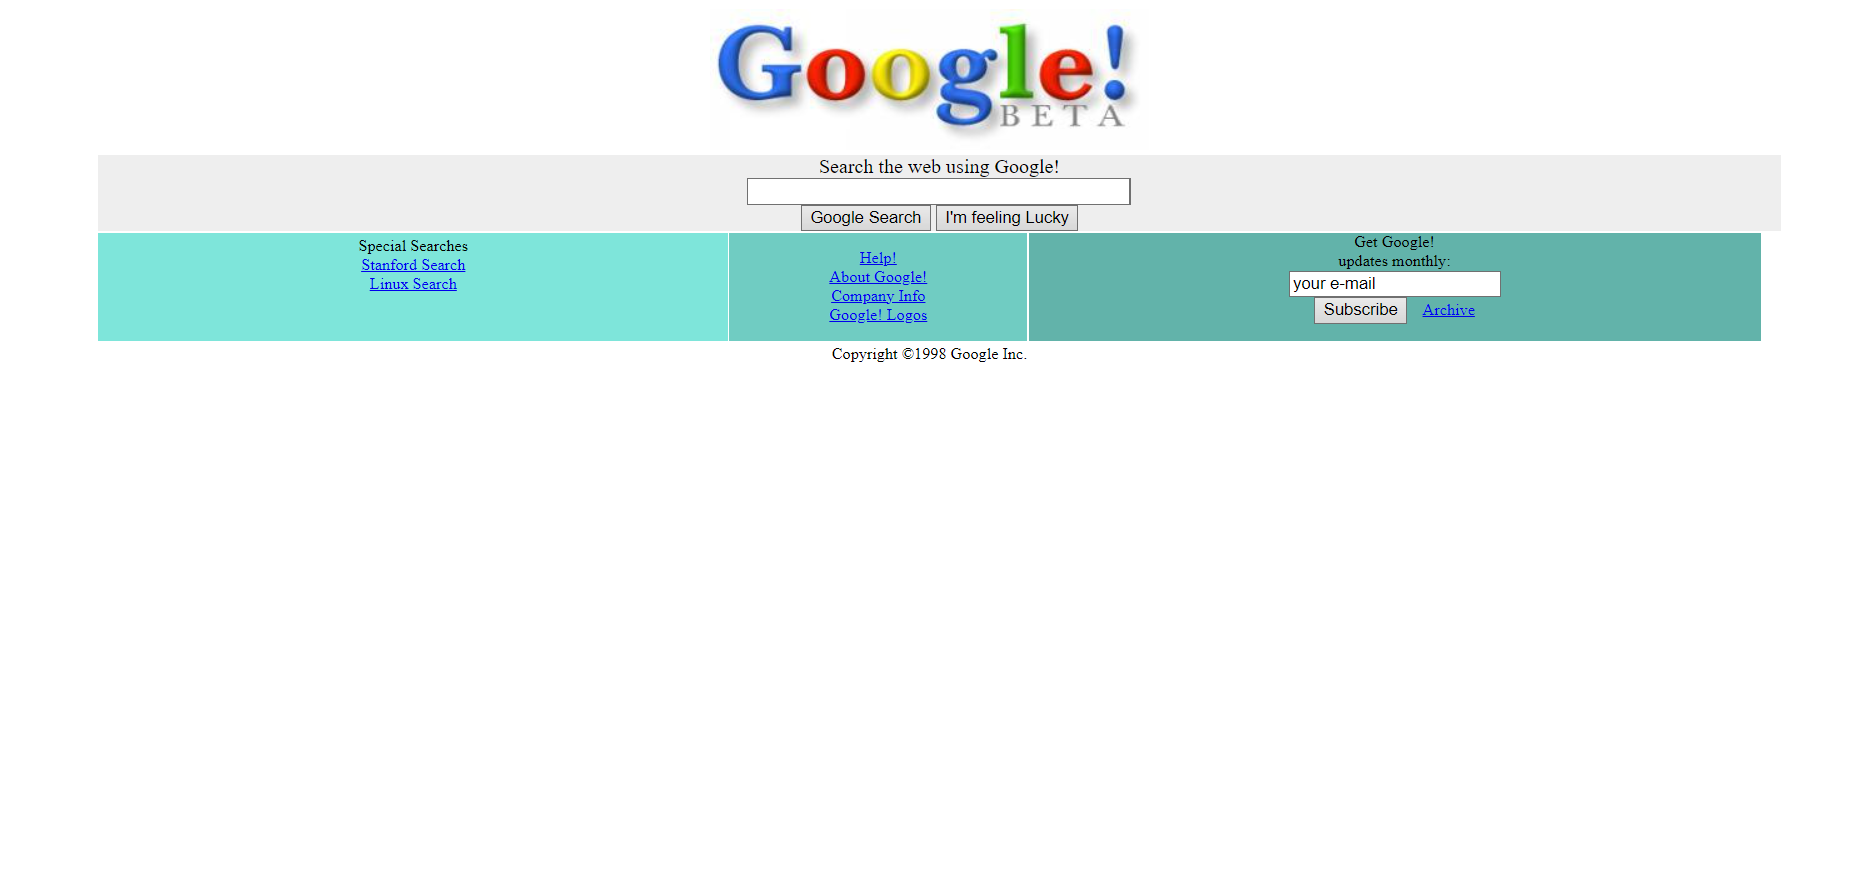 Google!
BETA
Search the web using Google!
Google Search I'm feeling Lucky
Special Searches
Stanford Search
Linux Search
Help!
About Google!
Company Info
Google! Logos
Get Google!
updates monthly:
your e-mail
Subscribe Archive
Copyright ©1998 Google Inc.